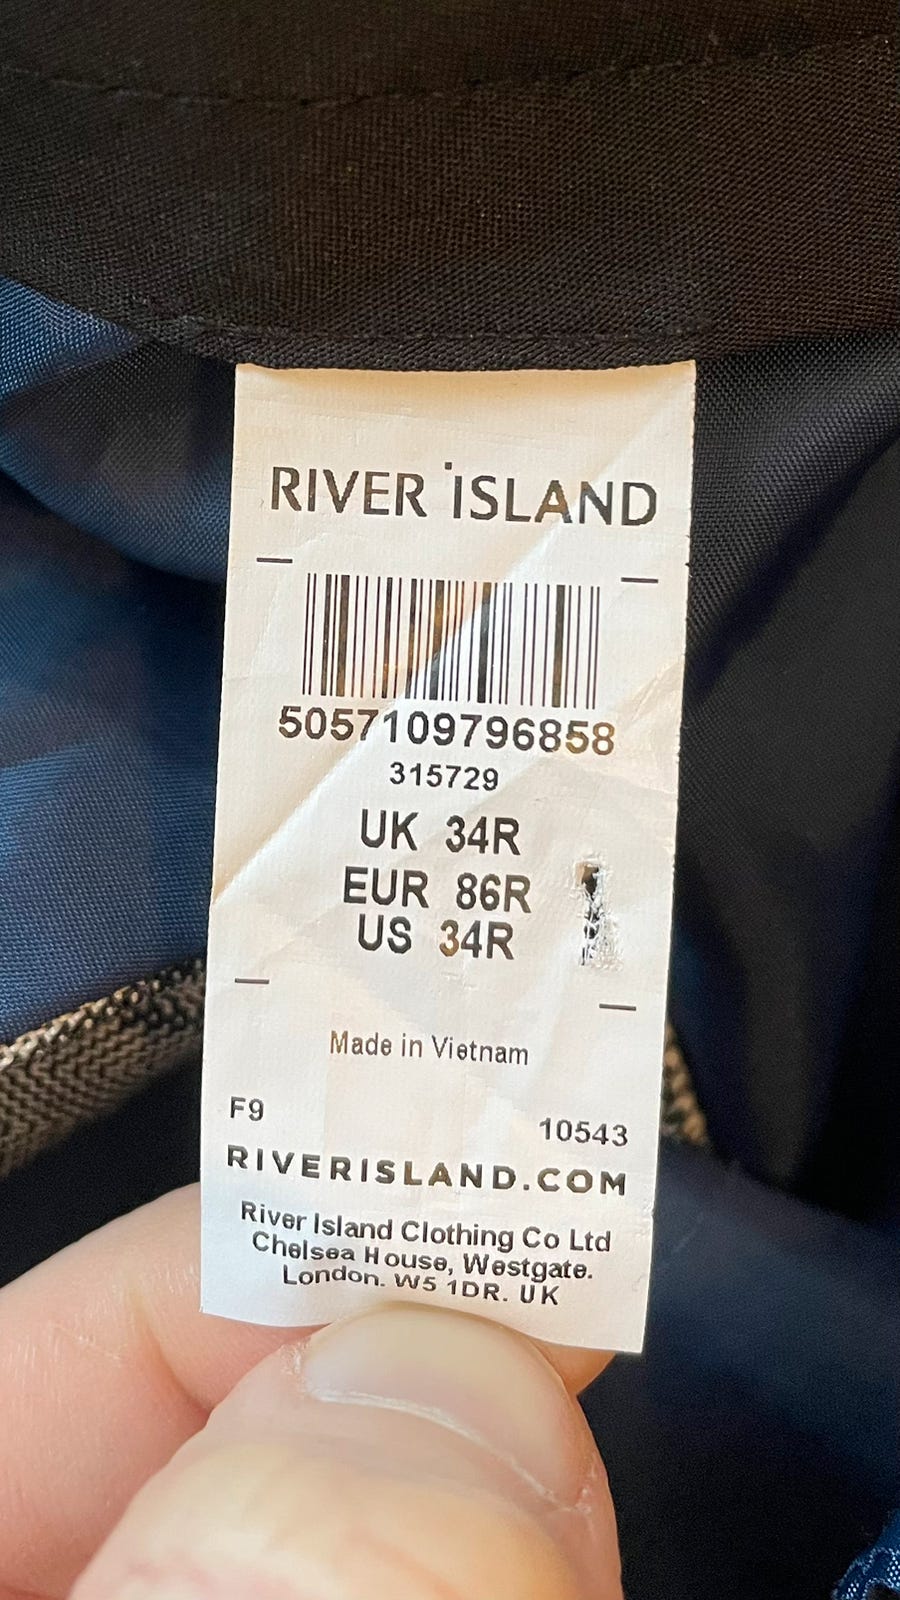 RIVER ISLAND
5057109796858
315729
UK 34R
EUR 86R
US 34R
Made in Vietnam
F9 10543
RIVERISLAND.COM
River Island Clothing Co Ltd
Chelsea House, Westgate.
London. W5 1DR. UK